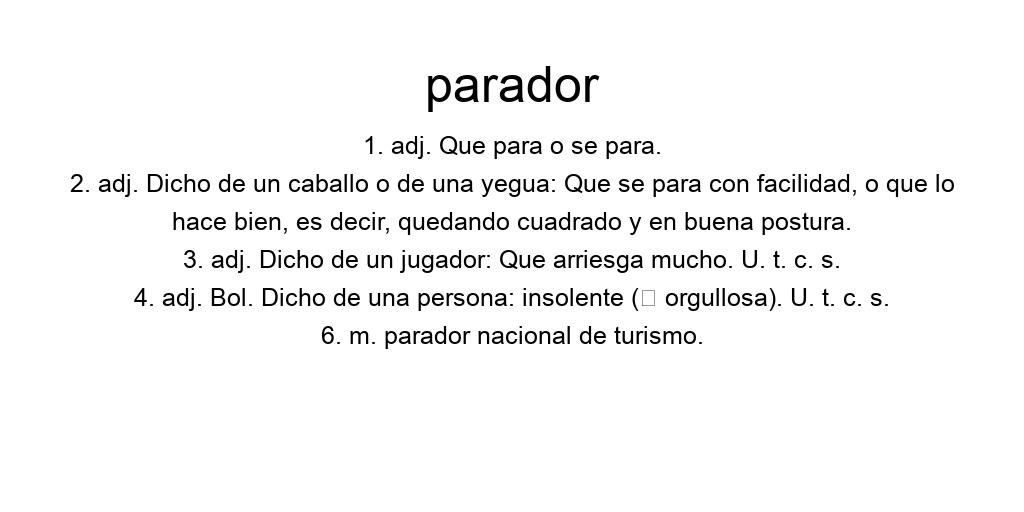 parador
1. adj. Que para o se para.
2. adj. Dicho de un caballo o de una yegua: Que se para con facilidad, o que lo
hace bien, es decir, quedando cuadrado y en buena postura.
3. adj. Dicho de un jugador: Que arriesga mucho. U. t. c. s.
4. adj. Bol. Dicho de una persona: insolente (▯ orgullosa). U. t. c. s.
6. m. parador nacional de turismo.